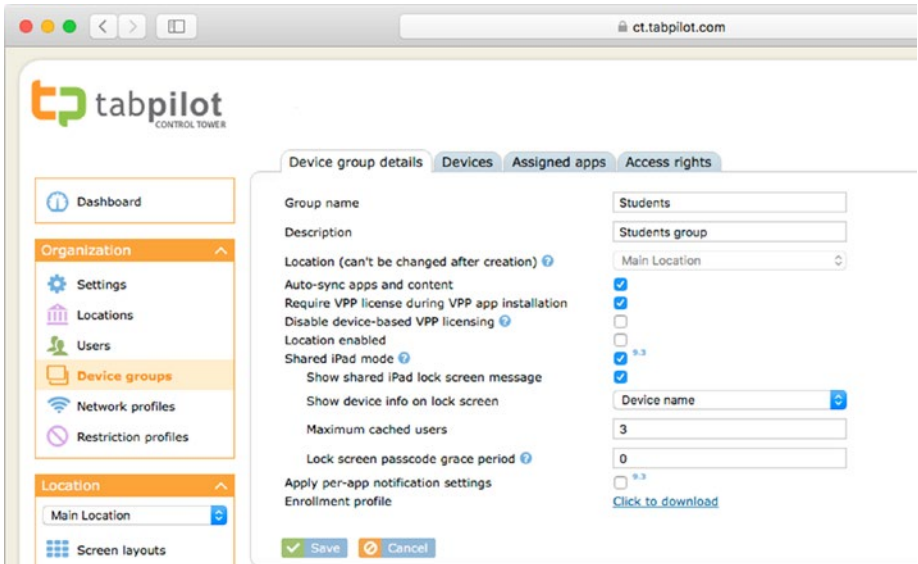 ct.tabpilot.com
tabpilot
CONTROL TOWER
Device group details Devices Assigned apps Access rights
Dashboard
Organization
Settings
Locations
Users
Device groups
Network profiles
Restriction profiles
Location
Main Location
Screen layouts
Group name Students
Description Students group
Location (can't be changed after creation) ? Main Location
Auto-sync apps and content
Require VPP license during VPP app installation
Disable device-based VPP licensing ?
Location enabled
Shared iPad mode ? 9.3
Show shared iPad lock screen message
Show device info on lock screen Device name
Maximum cached users 3
Lock screen passcode grace period ? 0
Apply per-app notification settings 9.3
Enrollment profile Click to download
Save Cancel